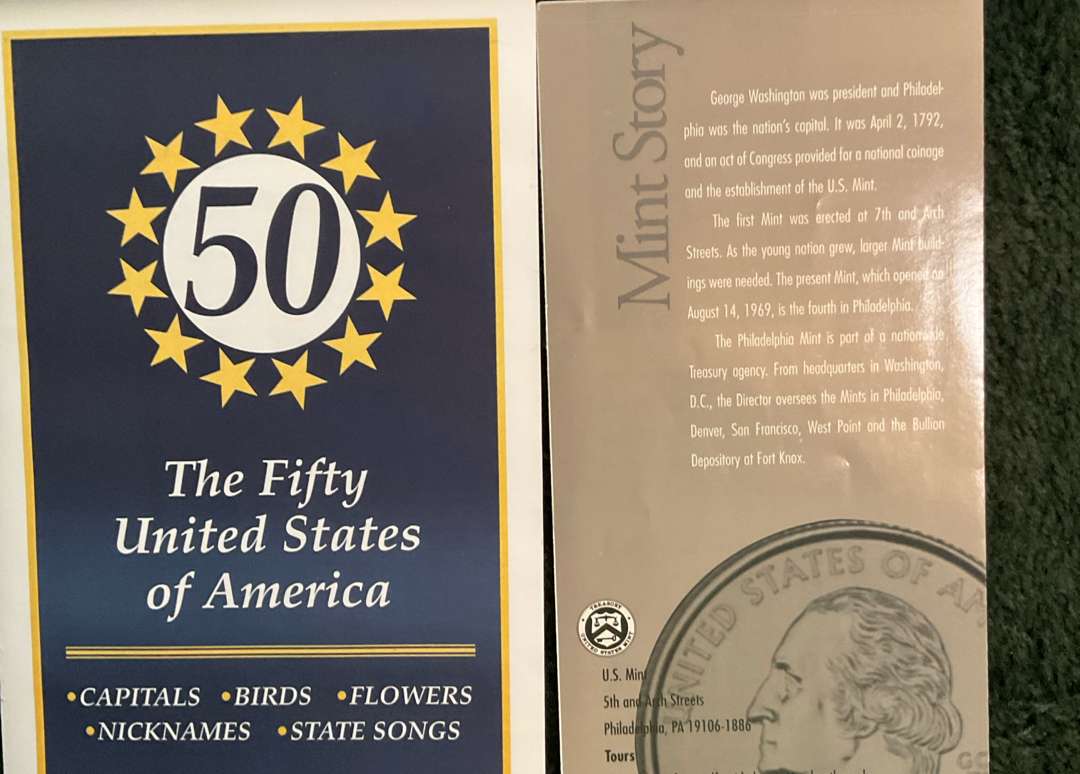 50
The Fifty
United States
of America
•CAPITALS •BIRDS •FLOWERS
•NICKNAMES •STATE SONGS
Mint Story
George Washington was president and Philadel-
phia was the nation's capital. It was April 2, 1792,
and an act of Congress provided for a national coinage
and the establishment of the U.S. Mint.
The first Mint was erected at 7th and Arch
Streets. As the young nation grew, larger Mint build-
ings were needed. The present Mint, which opened on
August 14, 1969, is the fourth in Philadelphia.
The Philadelphia Mint is part of a nationwide
Treasury agency. From headquarters in Washington,
D.C., the Director oversees the Mints in Philadelphia,
Denver, San Francisco, West Point and the Bullion
Depository at Fort Knox.
UNITED STATES OF AM
TREASURY
UNITED STATES MINT
U.S. Mint
5th and Arch Streets
Philadelphia, PA 19106-1886
Tours